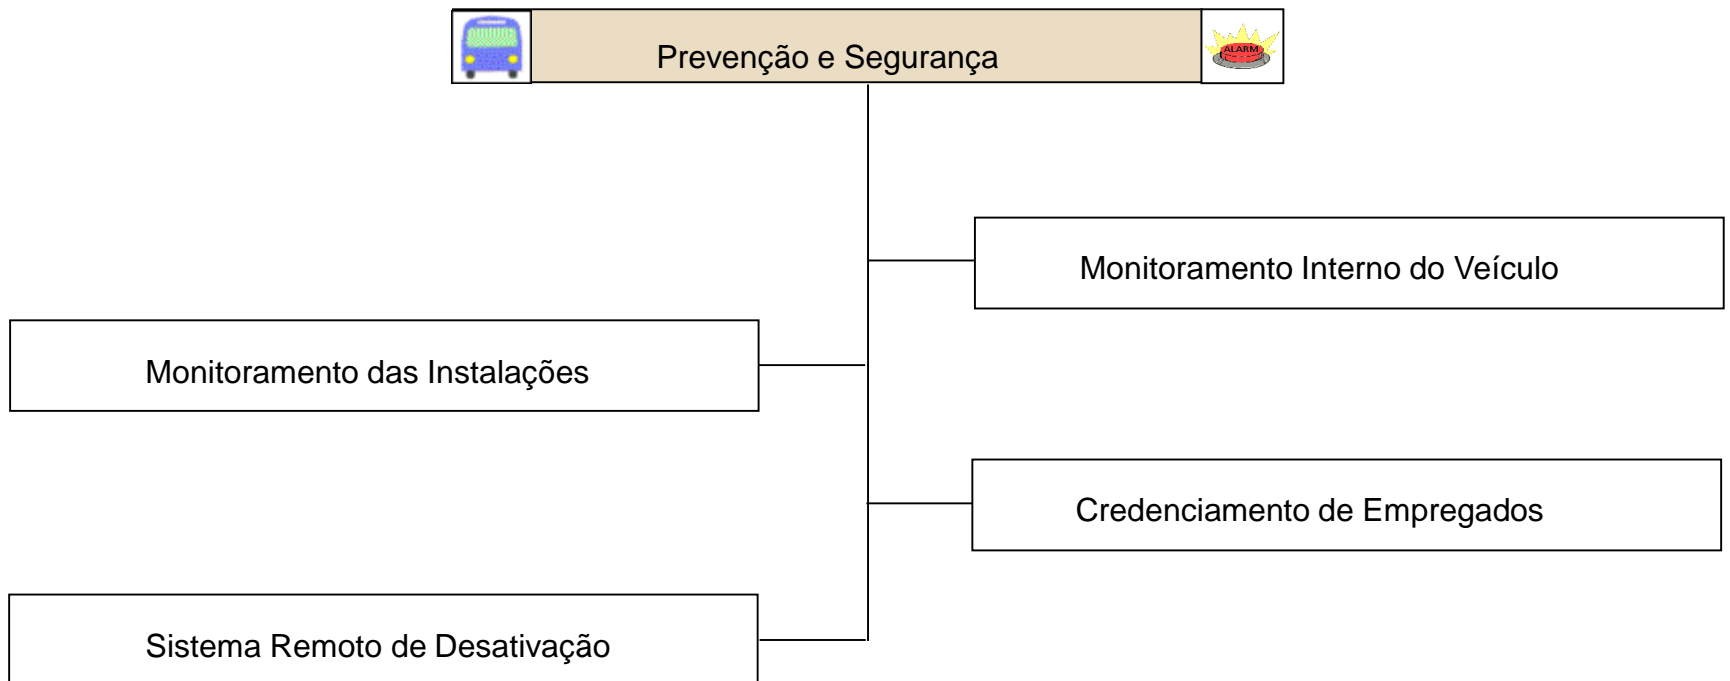 Prevenção e Segurança
ALARM
Monitoramento Interno do Veículo
Monitoramento das Instalações
Credenciamento de Empregados
Sistema Remoto de Desativação